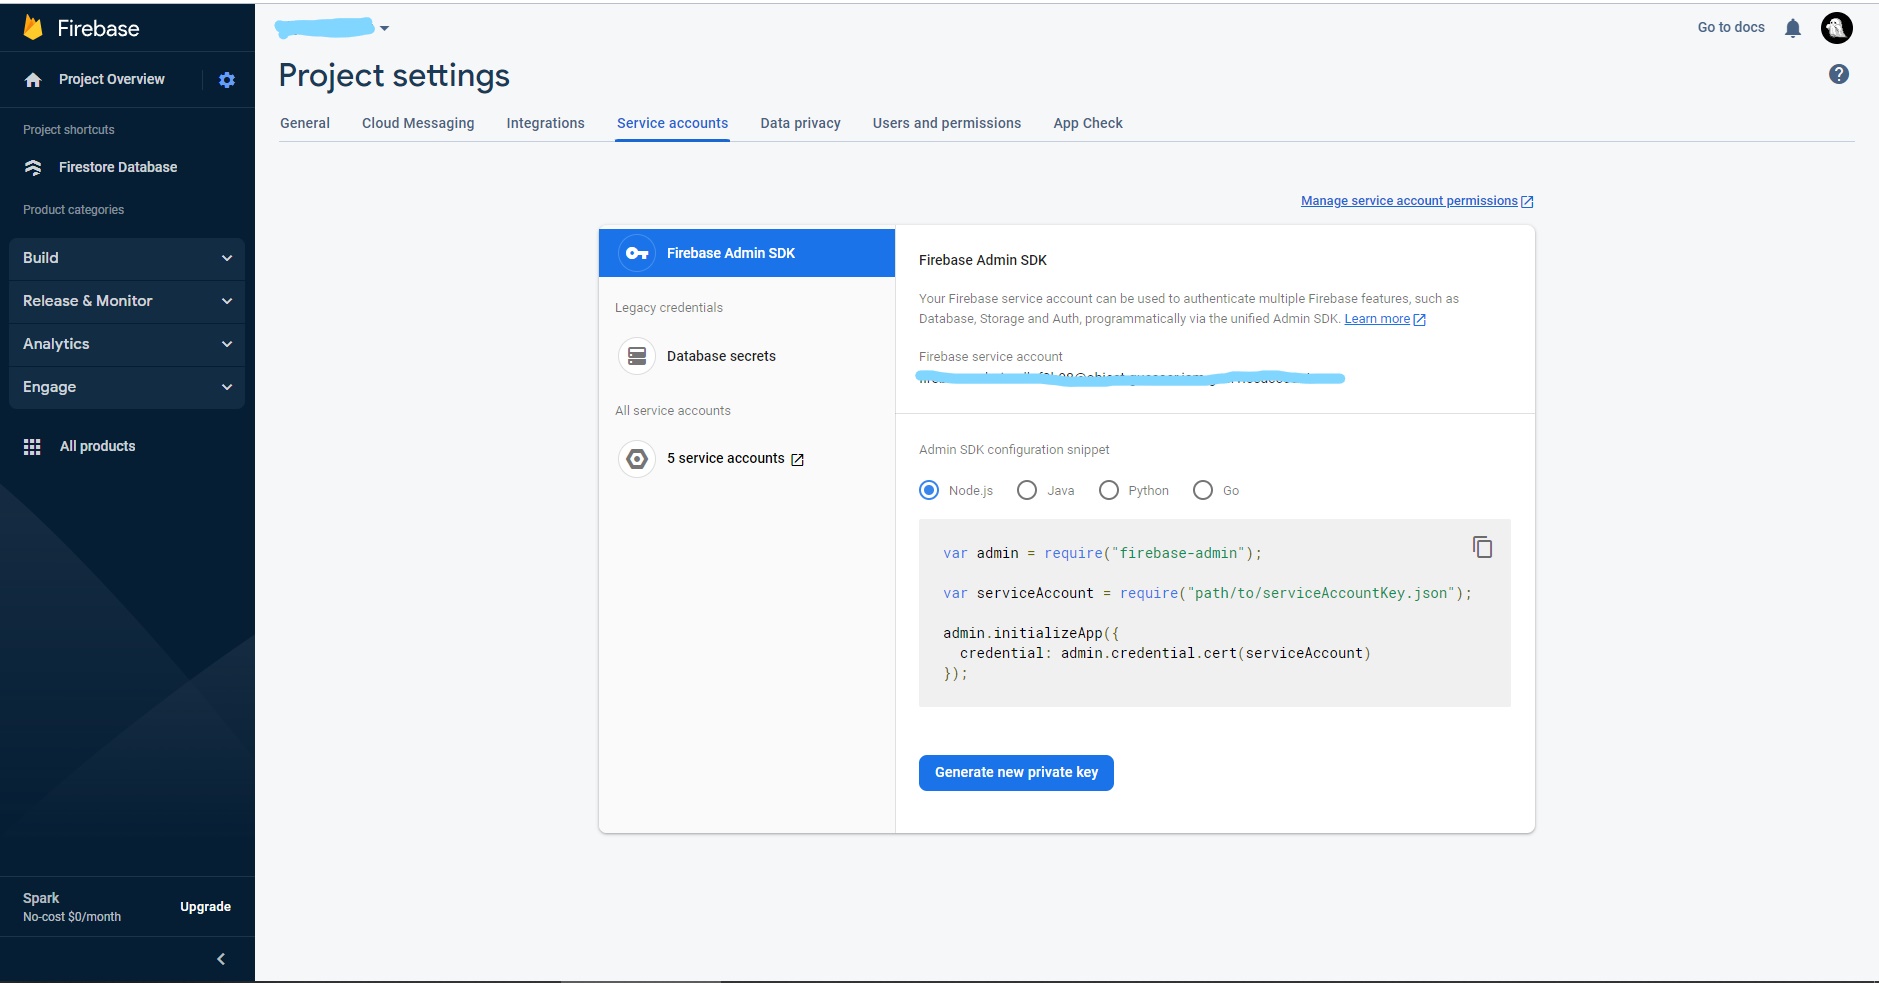 Firebase
Go to docs
Project Overview
Project settings
General Cloud Messaging Integrations Service accounts Data privacy Users and permissions App Check
Project shortcuts
Firestore Database
Product categories
Build
Release & Monitor
Analytics
Engage
All products
Spark
No-cost $0/month
Upgrade
Manage service account permissions
Firebase Admin SDK
Legacy credentials
Database secrets
All service accounts
5 service accounts
Firebase Admin SDK
Your Firebase service account can be used to authenticate multiple Firebase features, such as
Database, Storage and Auth, programmatically via the unified Admin SDK. Learn more
Firebase service account
Admin SDK configuration snippet
Node.js Java Python Go
var admin = require("firebase-admin");
var serviceAccount = require("path/to/serviceAccountKey.json");
admin.initializeApp({
credential: admin.credential.cert(serviceAccount)
});
Generate new private key